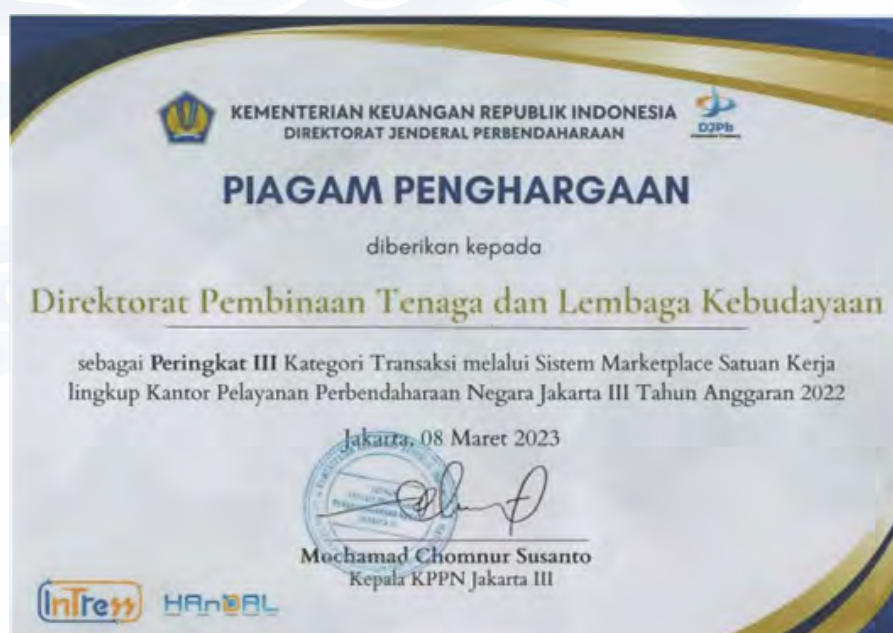 KEMENTERIAN KEUANGAN REPUBLIK INDONESIA
DIREKTORAT JENDERAL PERBENDAHARAAN
DJPb
PIAGAM PENGHARGAAN
diberikan kepada
Direktorat Pembinaan Tenaga dan Lembaga Kebudayaan
sebagai Peringkat III Kategori Transaksi melalui Sistem Marketplace Satuan Kerja
lingkup Kantor Pelayanan Perbendaharaan Negara Jakarta III Tahun Anggaran 2022
Jakarta, 08 Maret 2023
Mochamad Chomnur Susanto
Kepala KPPN Jakarta III
InTress HAnDAL